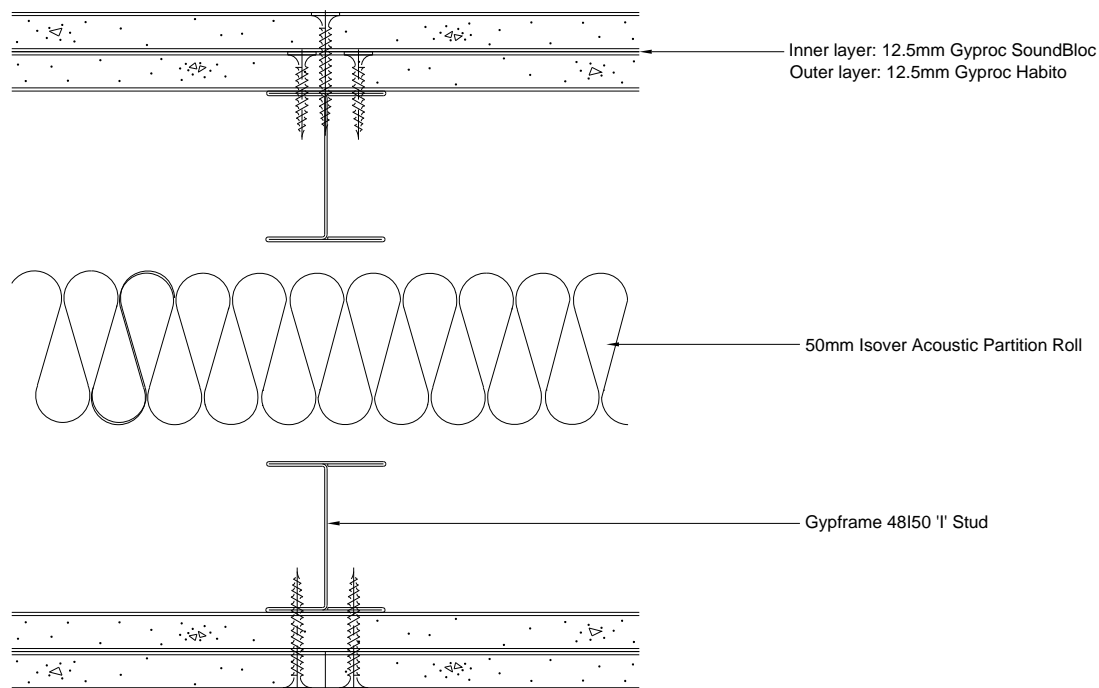 Inner layer: 12.5mm Gyproc SoundBloc
Outer layer: 12.5mm Gyproc Habito
50mm Isover Acoustic Partition Roll
Gypframe 48I50 'I' Stud